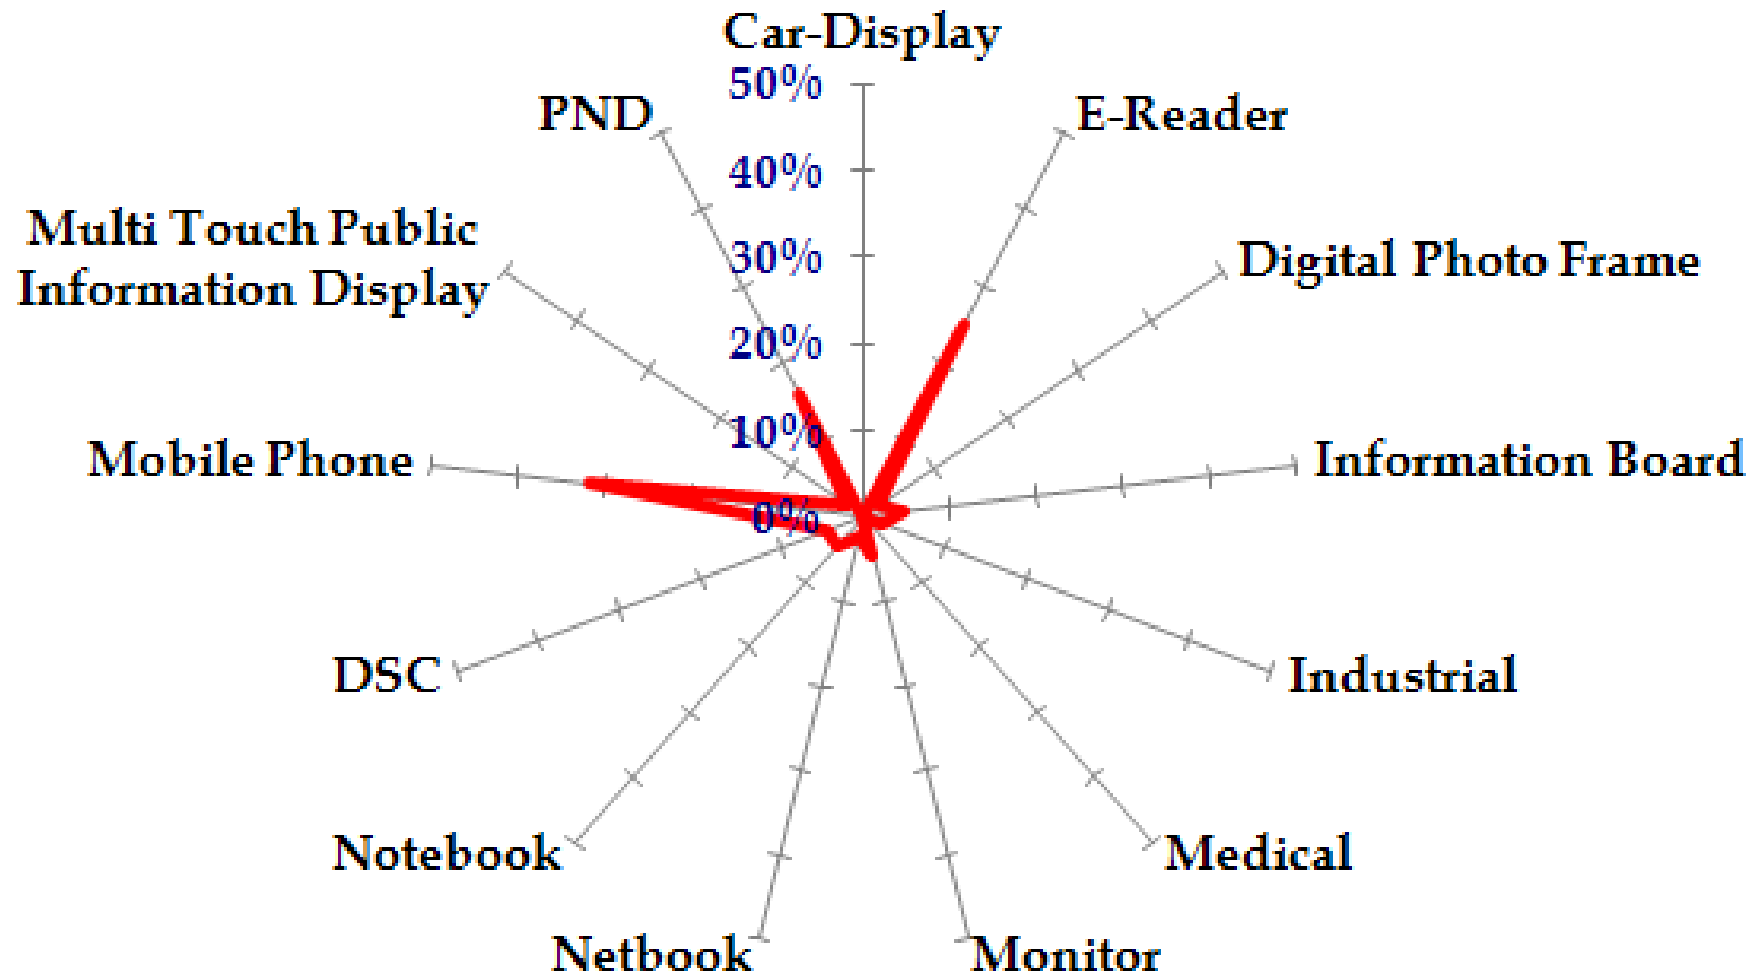 Car-Display
50%
PND
E-Reader
40%
Multi Touch Public
Information Display
30%
Digital Photo Frame
20%
10%
Mobile Phone
Information Board
0%
DSC
Industrial
Notebook
Medical
Netbook
Monitor